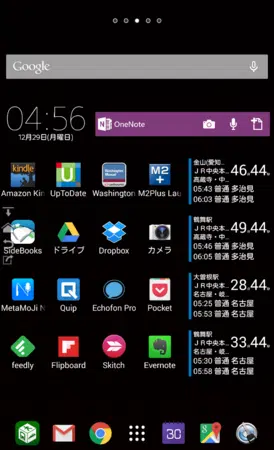 Google
04:56
12月29日(月曜日)
OneNote
金山(愛知..
ＪＲ中央本..
高蔵寺・中..
46.44
05:43 普通 多治見
06:03 普通 多治見
Amazon Kin
UpToDate
Washington
M2Plus Lau
鶴舞駅
ＪＲ中央本..
高蔵寺・中..
49.44
05:46 普通 多治見
06:05 普通 多治見
SideBooks
ドライブ
Dropbox
カメラ
大曽根駅
ＪＲ中央本..
名古屋・岐..
28.44
05:25 普通 名古屋
05:53 普通 名古屋
MetaMoJi N
Quip
Echofon Pro
Pocket
鶴舞駅
ＪＲ中央本..
名古屋・岐..
33.44
05:30 普通 名古屋
05:58 普通 名古屋
feedly
Flipboard
Skitch
Evernote
30